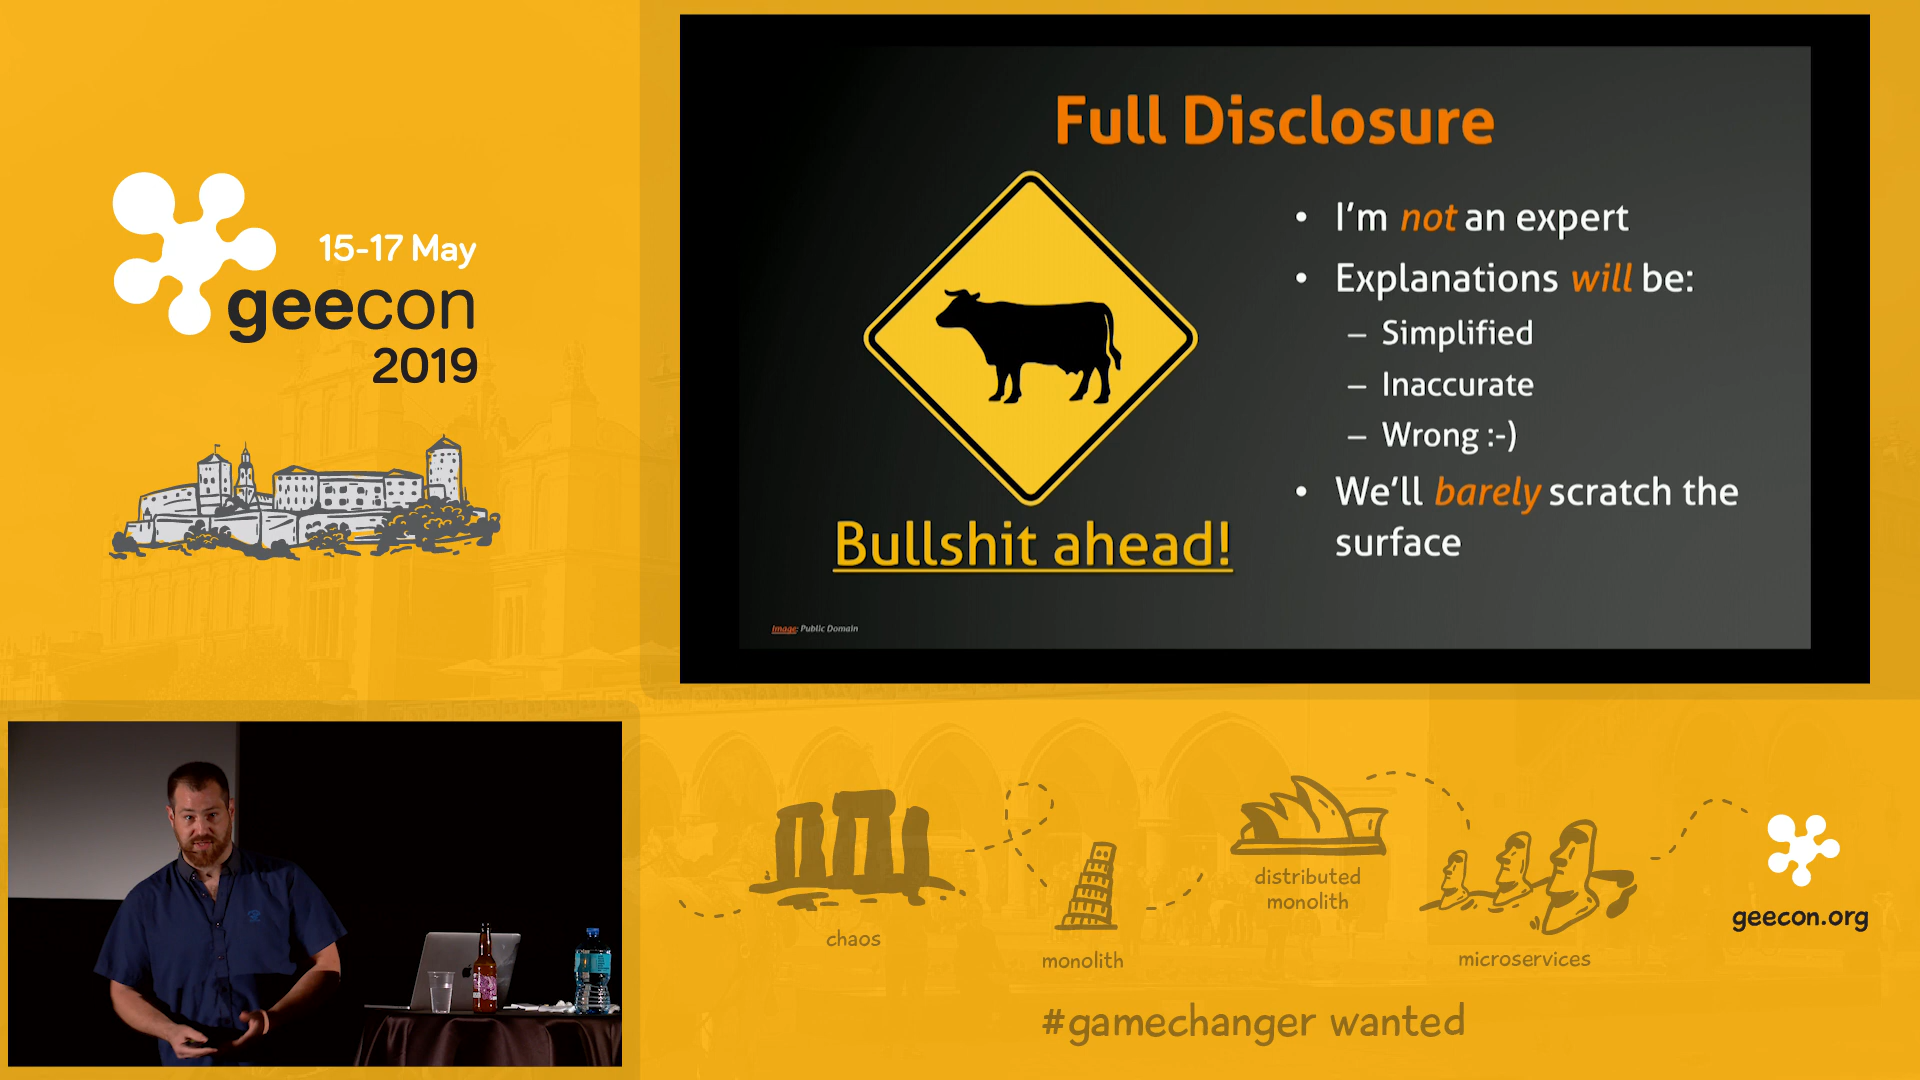 15-17 May
geecon
2019
Full Disclosure
• I'm not an expert
• Explanations will be:
– Simplified
– Inaccurate
– Wrong :-)
• We'll barely scratch the
surface
Bullshit ahead!
Image: Public Domain
chaos
monolith
distributed
monolith
microservices
geecon.org
#gamechanger wanted